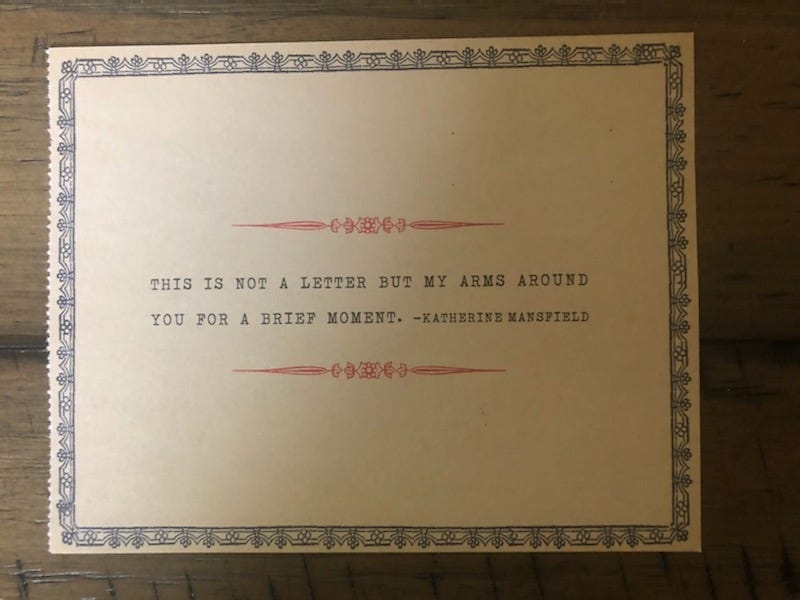 THIS IS NOT A LETTER BUT MY ARMS AROUND
YOU FOR A BRIEF MOMENT. -KATHERINE MANSFIELD